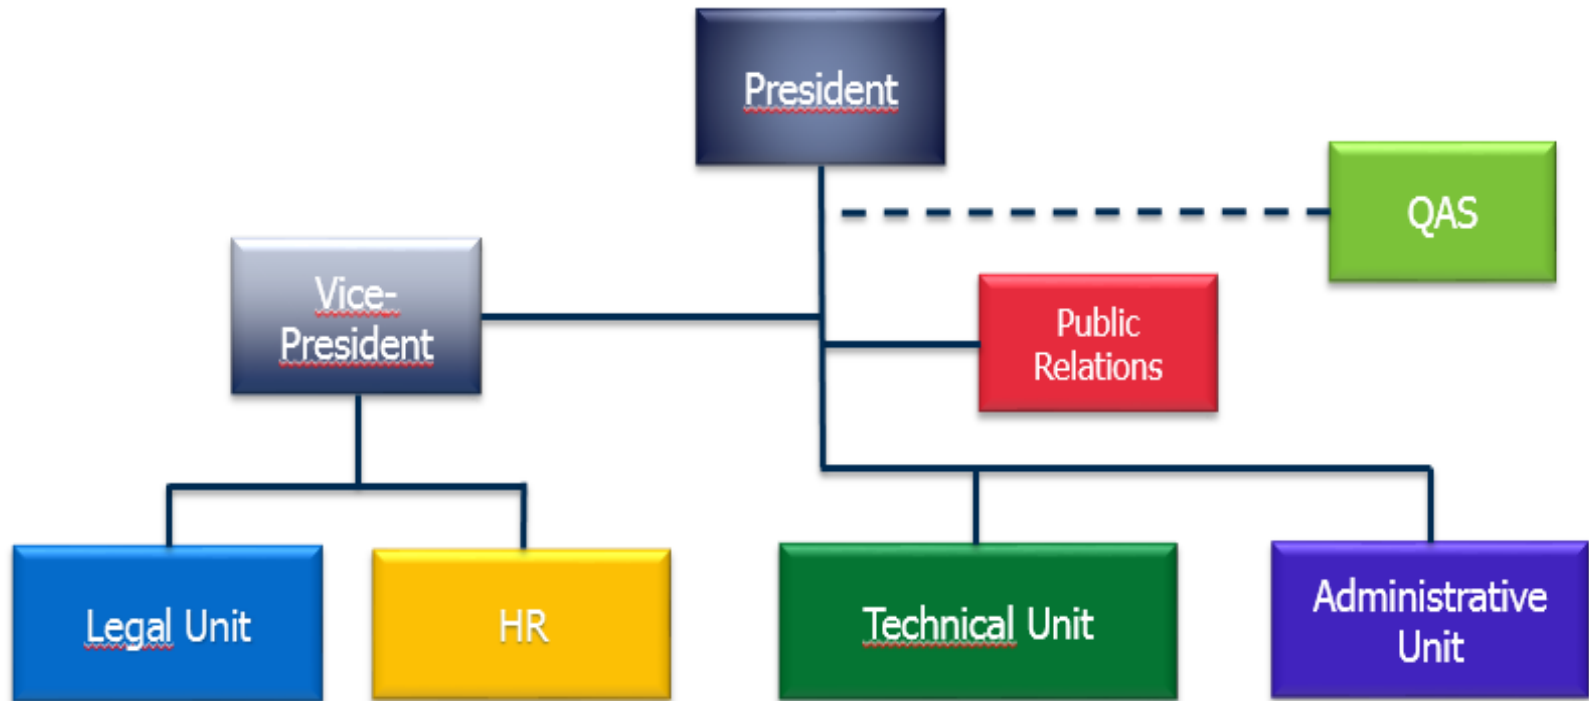 President
QAS
Vice-
President
Public
Relations
Legal Unit
HR
Technical Unit
Administrative
Unit